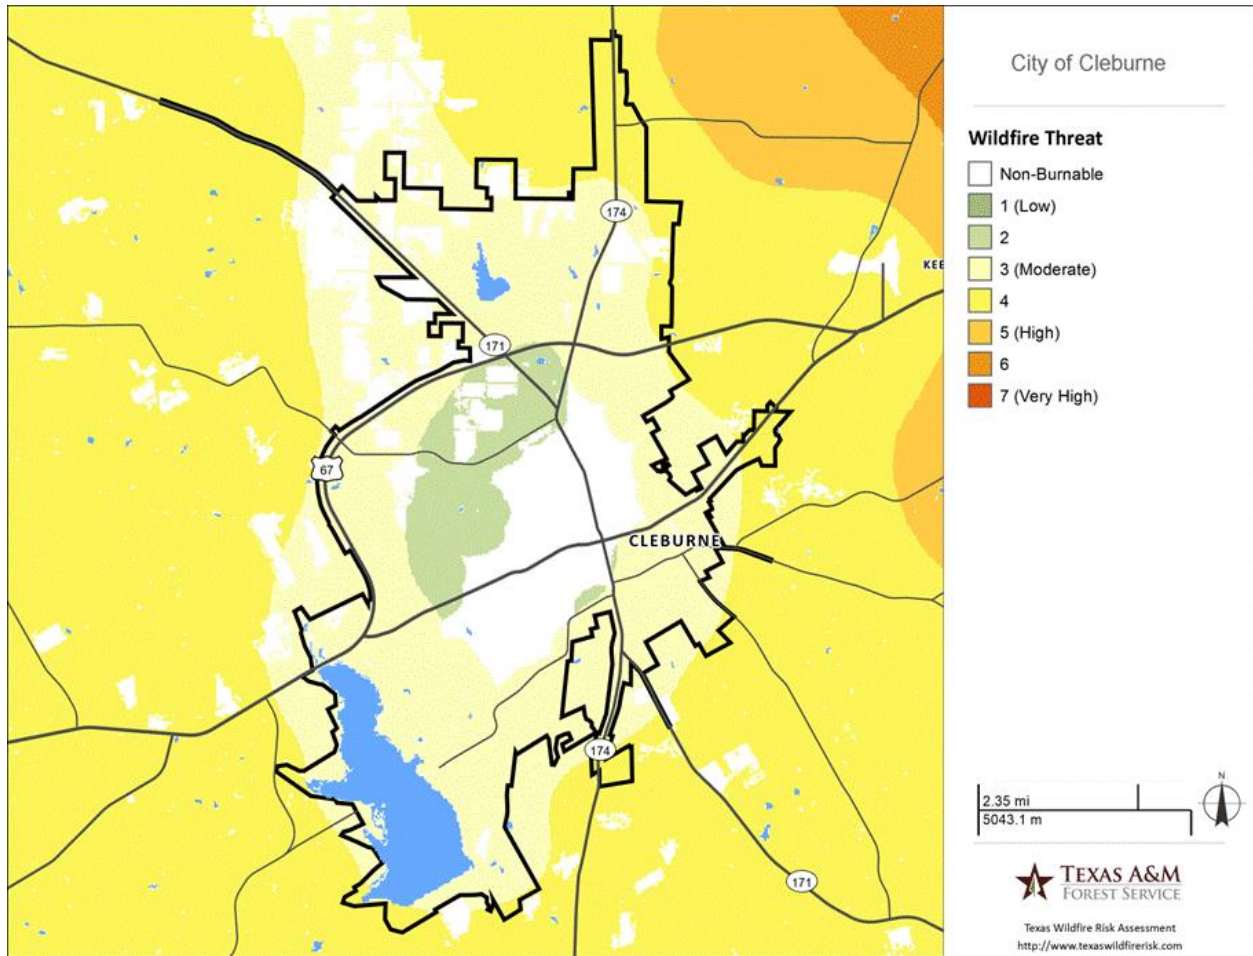 City of Cleburne
Wildfire Threat
Non-Burnable
1 (Low)
2
3 (Moderate)
4
5 (High)
6
7 (Very High)
174
KEE
171
67
CLEBURNE
174
171
N
2.35 mi
5043.1 m
TEXAS A&M
FOREST SERVICE
Texas Wildfire Risk Assessment
http://www.texaswildfirerisk.com